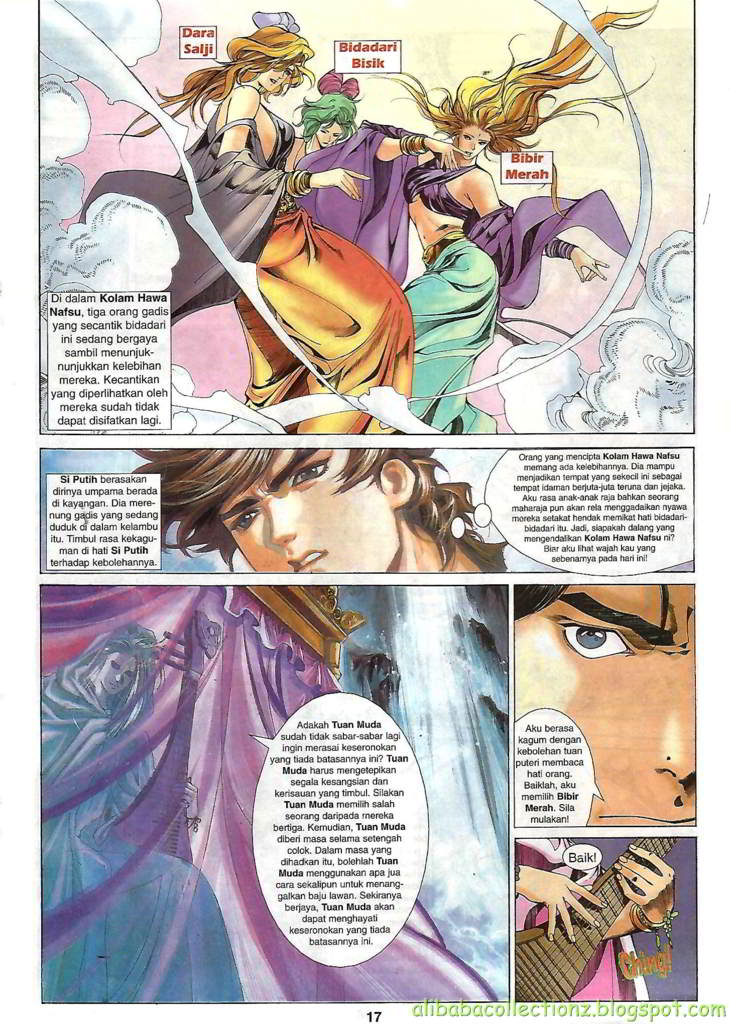 Dara
Salji
Bidadari
Bisik
Bibir
Merah
Di dalam Kolam Hawa
Nafsu, tiga orang gadis
yang secantik bidadari
ini sedang bergaya
sambil menunjuk-
nunjukkan kelebihan
mereka. Kecantikan
yang diperlihatkan oleh
mereka sudah tidak
dapat disifatkan lagi.
Si Putih berasakan
dirinya umpama berada
di kayangan. Dia mere-
nung gadis yang sedang
duduk di dalam kelambu
itu. Timbul rasa kekagu-
man di hati Si Putih
terhadap kebolehannya.
Orang yang mencipta Kolam Hawa Nafsu
memang ada kelebihannya. Dia mampu
menjadikan tempat yang sekecil ini sebagai
tempat idaman berjuta-juta teruna dan jejaka.
Aku rasa anak-anak raja bahkan seorang
maharaja pun akan rela menggadaikan nyawa
mereka setakat hendak memikat hati bidadari-
bidadari itu. Jadi, siapakah dalang yang
mengendalikan Kolam Hawa Nafsu ni?
Biar aku lihat wajah kau yang
sebenarnya pada hari ini!
Adakah Tuan Muda
sudah tidak sabar-sabar lagi
ingin merasai keseronokan
yang tiada batasannya ini? Tuan
Muda harus mengetepikan
segala kesangsian dan
kerisauan yang timbul. Silakan
Tuan Muda memilih salah
seorang daripada mereka
bertiga. Kemudian, Tuan Muda
diberi masa selama setengah
colok. Dalam masa yang
dihadkan itu, bolehlah Tuan
Muda menggunakan apa jua
cara sekalipun untuk menang-
galkan baju lawan. Sekiranya
berjaya, Tuan Muda akan
dapat menghayati
keseronokan yang tiada
batasannya ini.
Aku berasa
kagum dengan
kebolehan tuan
puteri membaca
hati orang.
Baiklah, aku
memilih Bibir
Merah. Sila
mulakan!
Baik!
Ching!
17
alibabacollectionz.blogspot.com